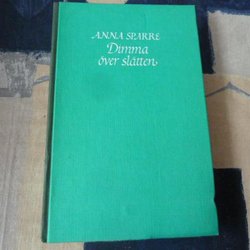 ANNA SPARRE
Dimma
över slätten